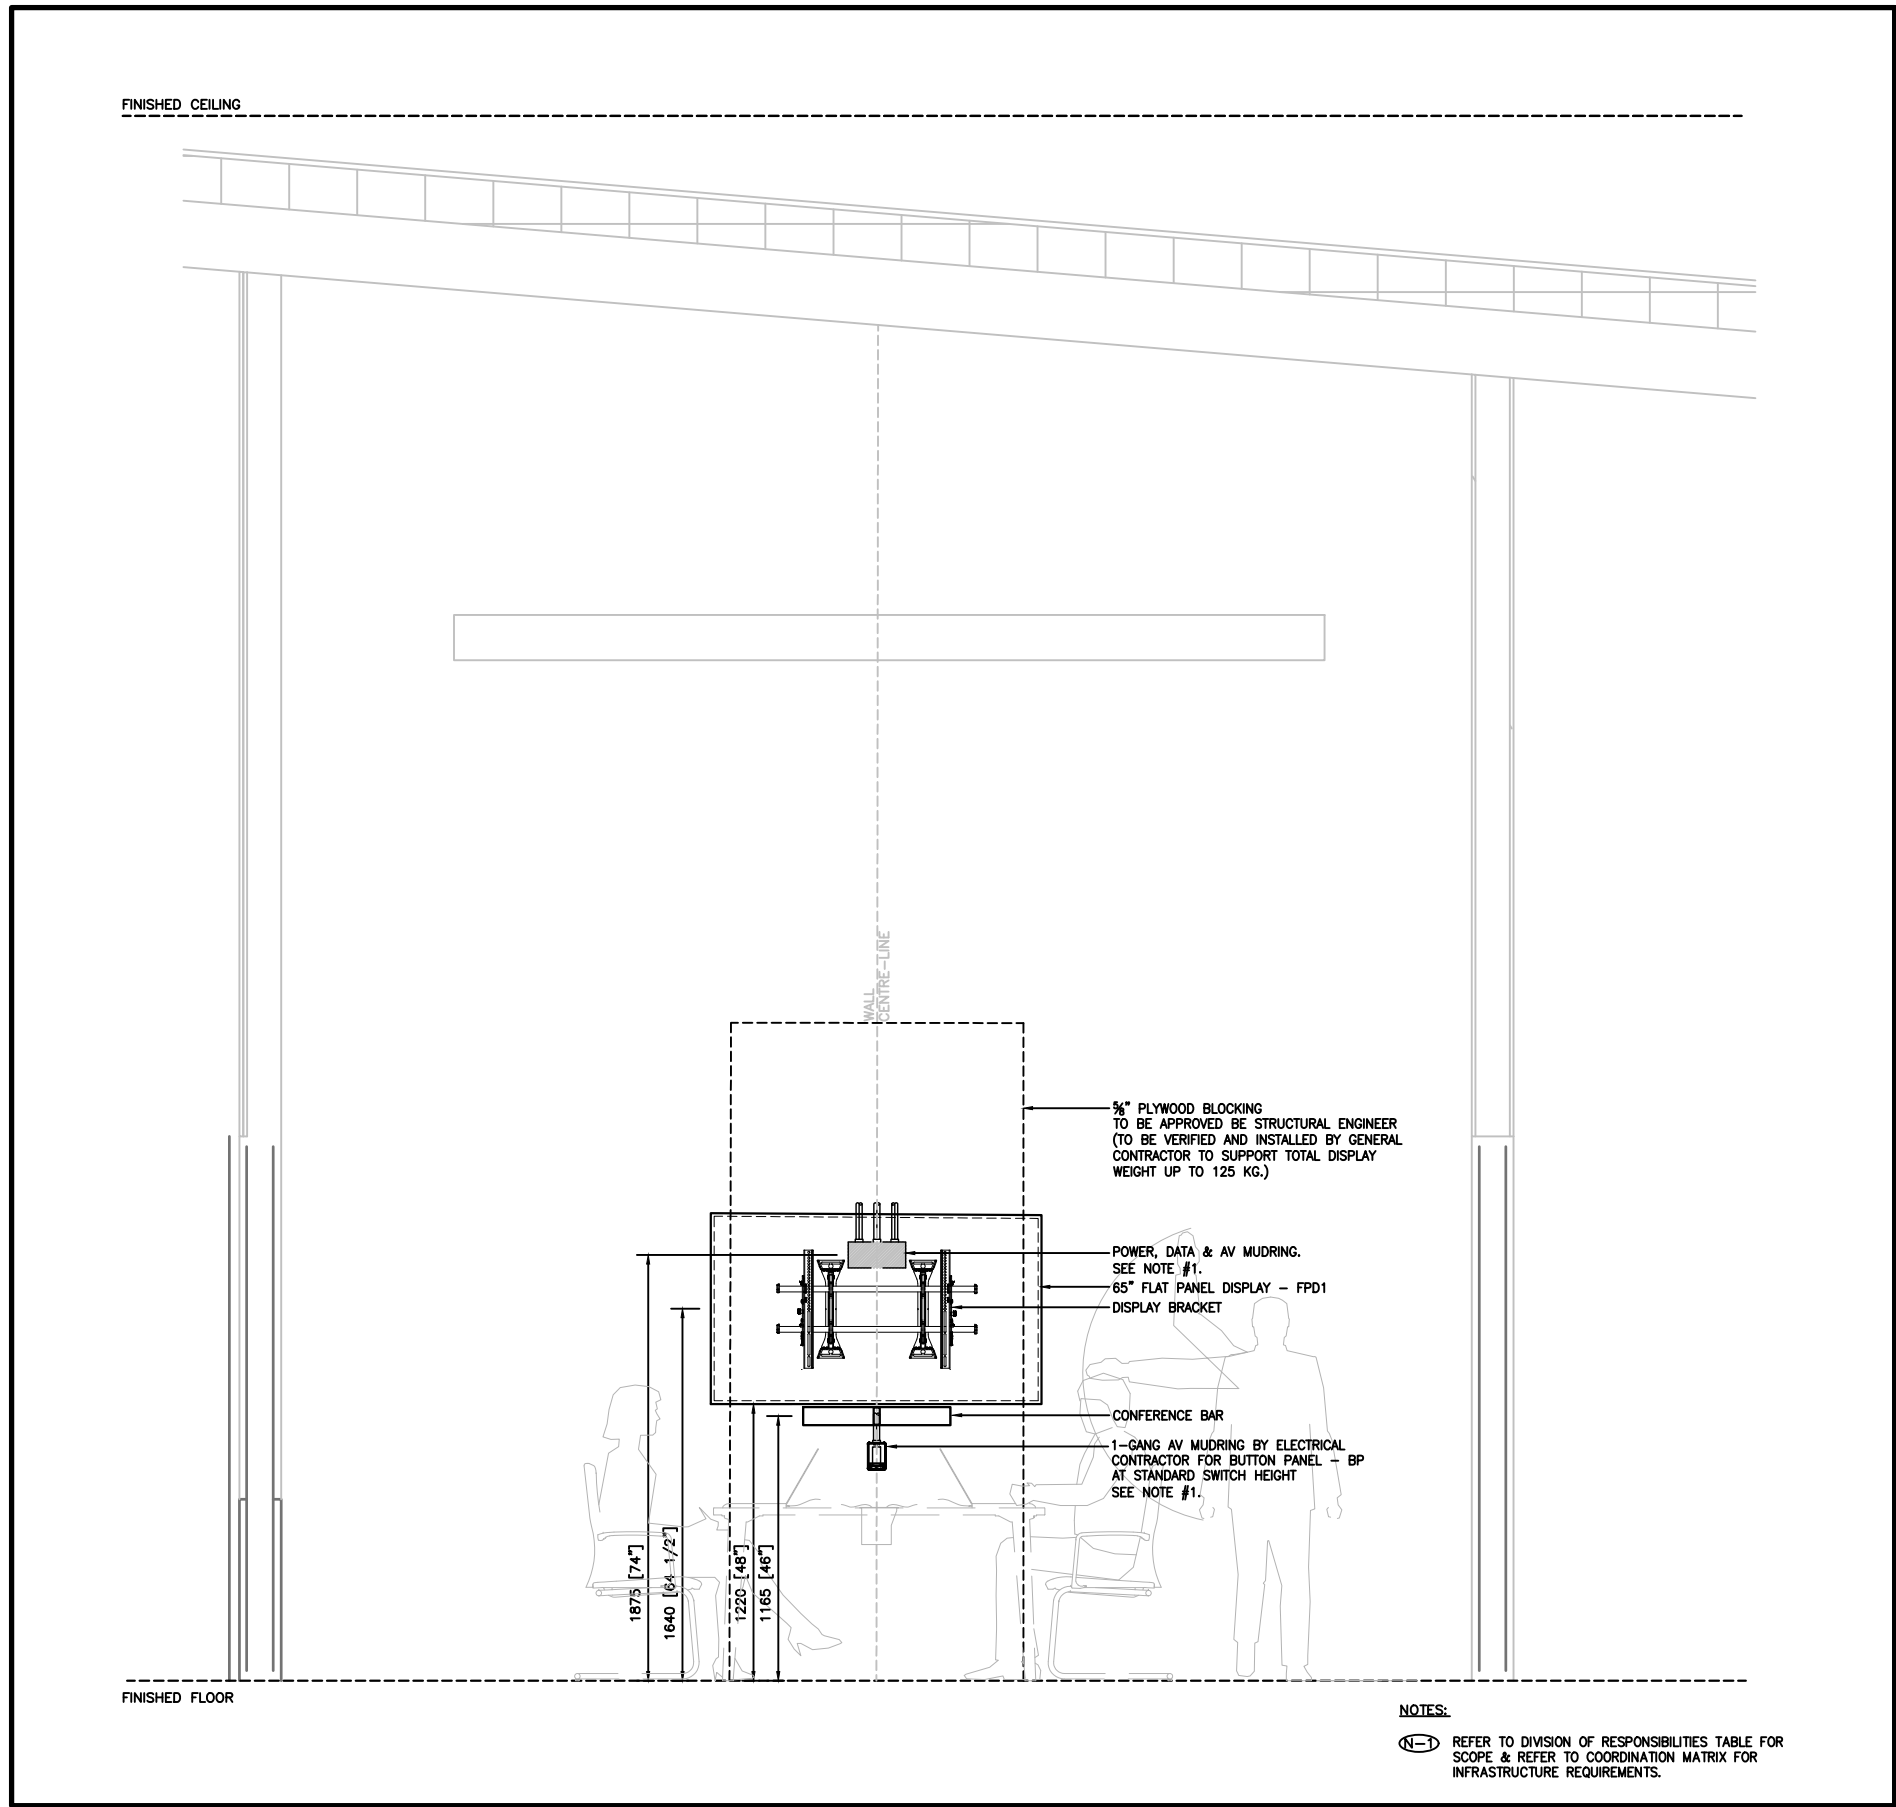 FINISHED CEILING
WALL
CENTRE-LINE
⅝" PLYWOOD BLOCKING
TO BE APPROVED BE STRUCTURAL ENGINEER
(TO BE VERIFIED AND INSTALLED BY GENERAL
CONTRACTOR TO SUPPORT TOTAL DISPLAY
WEIGHT UP TO 125 KG.)
POWER, DATA & AV MUDRING.
SEE NOTE #1.
65" FLAT PANEL DISPLAY - FPD1
DISPLAY BRACKET
CONFERENCE BAR
1-GANG AV MUDRING BY ELECTRICAL
CONTRACTOR FOR BUTTON PANEL - BP
AT STANDARD SWITCH HEIGHT
SEE NOTE #1.
1875 [74"]
1640 [64 1/2"]
1220 [48"]
1165 [46"]
FINISHED FLOOR
NOTES:
N-1 REFER TO DIVISION OF RESPONSIBILITIES TABLE FOR
SCOPE & REFER TO COORDINATION MATRIX FOR
INFRASTRUCTURE REQUIREMENTS.